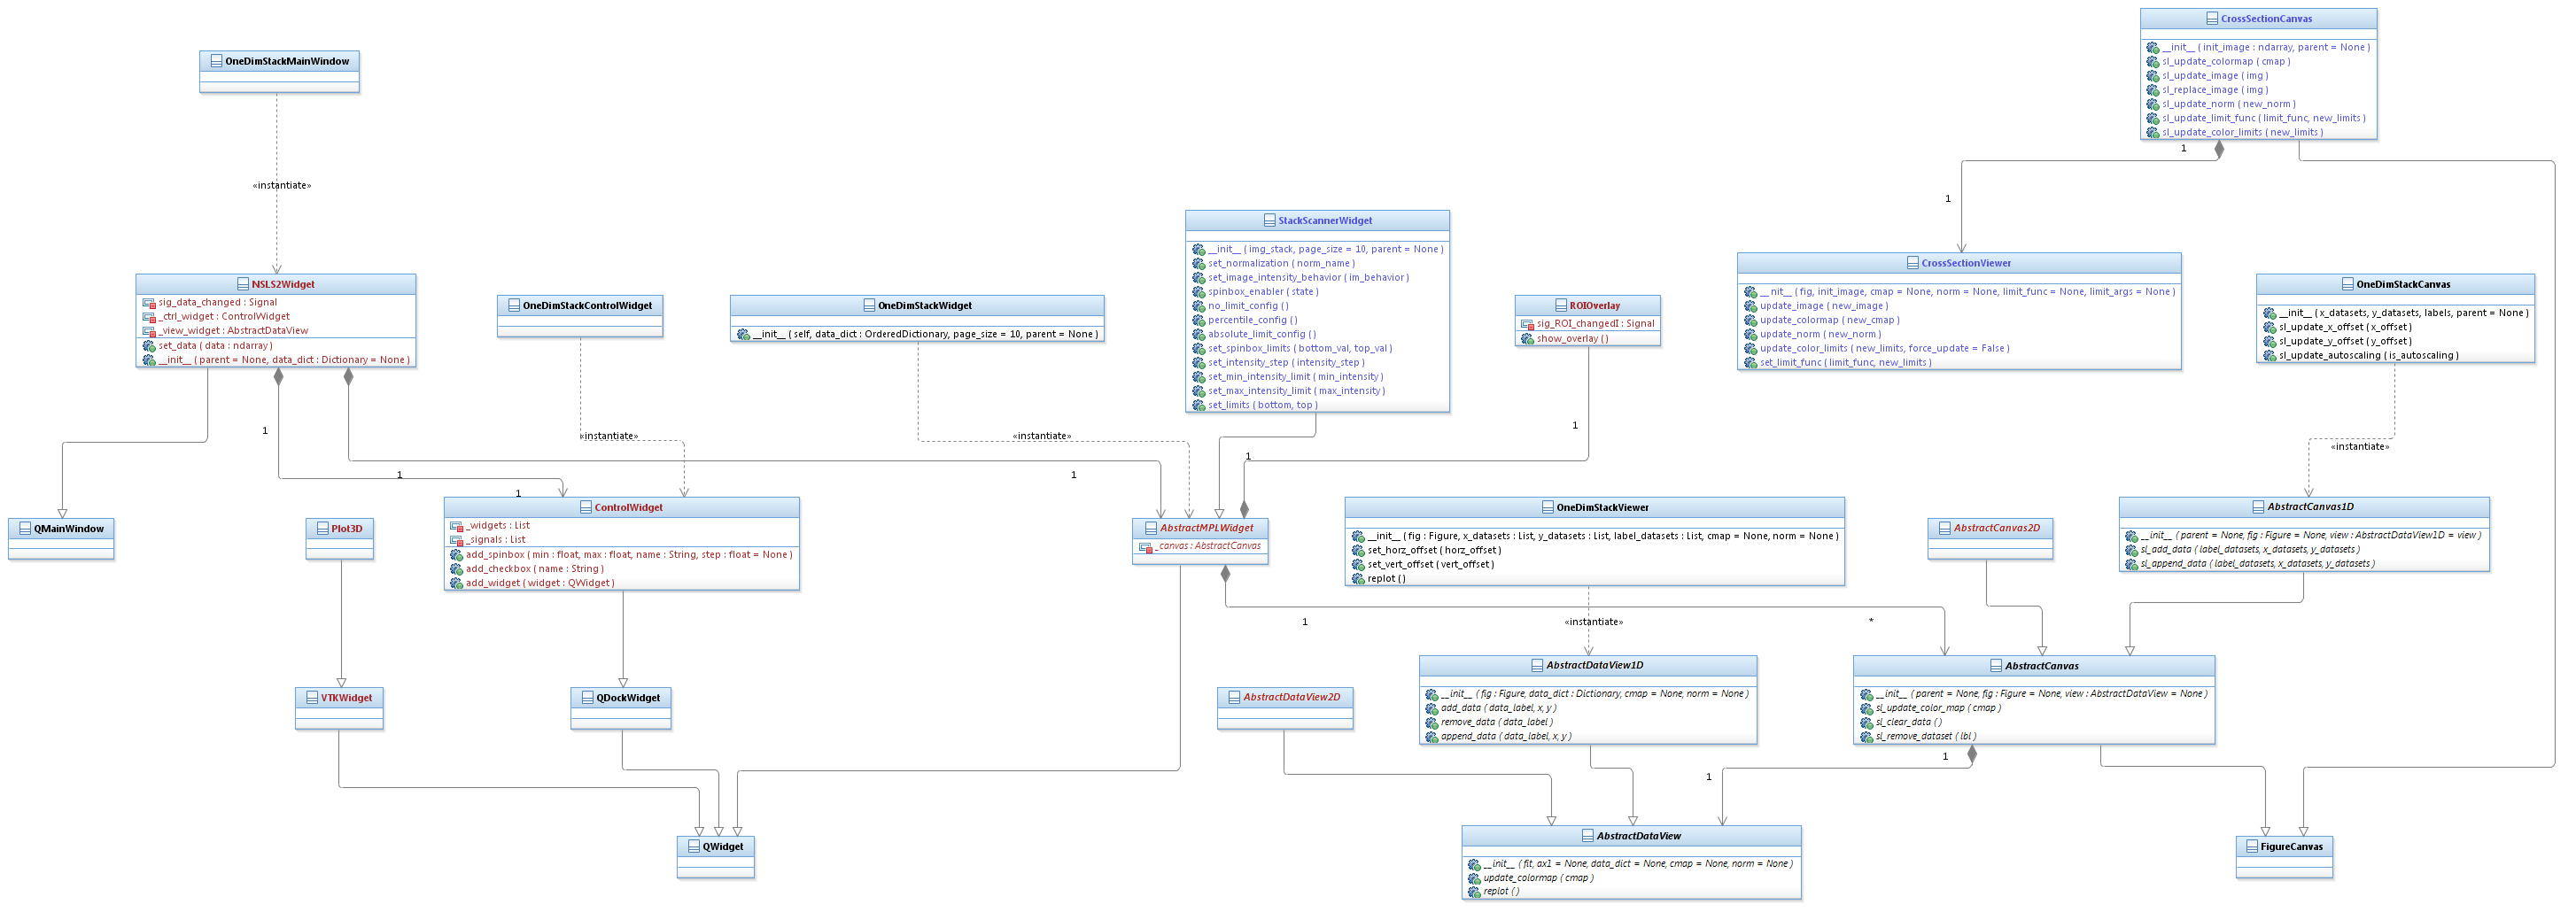 CrossSectionCanvas
__init__ ( init_image : ndarray, parent = None )
sl_update_colormap ( cmap )
sl_update_image ( img )
sl_replace_image ( img )
sl_update_norm ( new_norm )
sl_update_limit_func ( limit_func, new_limits )
sl_update_color_limits ( new_limits )
1
1
OneDimStackMainWindow
«instantiate»
StackScannerWidget
__init__ ( img_stack, page_size = 10, parent = None )
set_normalization ( norm_name )
set_image_intensity_behavior ( im_behavior )
spinbox_enabler ( state )
no_limit_config ( )
percentile_config ( )
absolute_limit_config ( )
set_spinbox_limits ( bottom_val, top_val )
set_intensity_step ( intensity_step )
set_min_intensity_limit ( min_intensity )
set_max_intensity_limit ( max_intensity )
set_limits ( bottom, top )
CrossSectionViewer
__nit__ ( fig, init_image, cmap = None, norm = None, limit_func = None, limit_args = None )
update_image ( new_image )
update_colormap ( new_cmap )
update_norm ( new_norm )
update_color_limits ( new_limits, force_update = False )
set_limit_func ( limit_func, new_limits )
NSLS2Widget
sig_data_changed : Signal
_ctrl_widget : ControlWidget
_view_widget : AbstractDataView
set_data ( data : ndarray )
__init__ ( parent = None, data_dict : Dictionary = None )
OneDimStackControlWidget
OneDimStackWidget
__init__ ( self, data_dict : OrderedDictionary, page_size = 10, parent = None )
ROIOverlay
sig_ROI_changedI : Signal
show_overlay ( )
OneDimStackCanvas
__init__ ( x_datasets, y_datasets, labels, parent = None )
sl_update_x_offset ( x_offset )
sl_update_y_offset ( y_offset )
sl_update_autoscaling ( is_autoscaling )
1
«instantiate»
«instantiate»
1
«instantiate»
1
1
1
1
QMainWindow
Plot3D
ControlWidget
_widgets : List
_signals : List
add_spinbox ( min : float, max : float, name : String, step : float = None )
add_checkbox ( name : String )
add_widget ( widget : QWidget )
AbstractMPLWidget
_canvas : AbstractCanvas
OneDimStackViewer
__init__ ( fig : Figure, x_datasets : List, y_datasets : List, label_datasets : List, cmap = None, norm = None )
set_horz_offset ( horz_offset )
set_vert_offset ( vert_offset )
replot ( )
AbstractCanvas2D
AbstractCanvas1D
__init__ ( parent = None, fig : Figure = None, view : AbstractDataView1D = view )
sl_add_data ( label_datasets, x_datasets, y_datasets )
sl_append_data ( label_datasets, x_datasets, y_datasets )
1
«instantiate»
*
VTKWidget
QDockWidget
AbstractDataView2D
AbstractDataView1D
__init__ ( fig : Figure, data_dict : Dictionary, cmap = None, norm = None )
add_data ( data_label, x, y )
remove_data ( data_label )
append_data ( data_label, x, y )
AbstractCanvas
__init__ ( parent = None, fig : Figure = None, view : AbstractDataView = None )
sl_update_color_map ( cmap )
sl_clear_data ( )
sl_remove_dataset ( lbl )
1
1
QWidget
AbstractDataView
__init__ ( fit, ax1 = None, data_dict = None, cmap = None, norm = None )
update_colormap ( cmap )
replot ( )
FigureCanvas